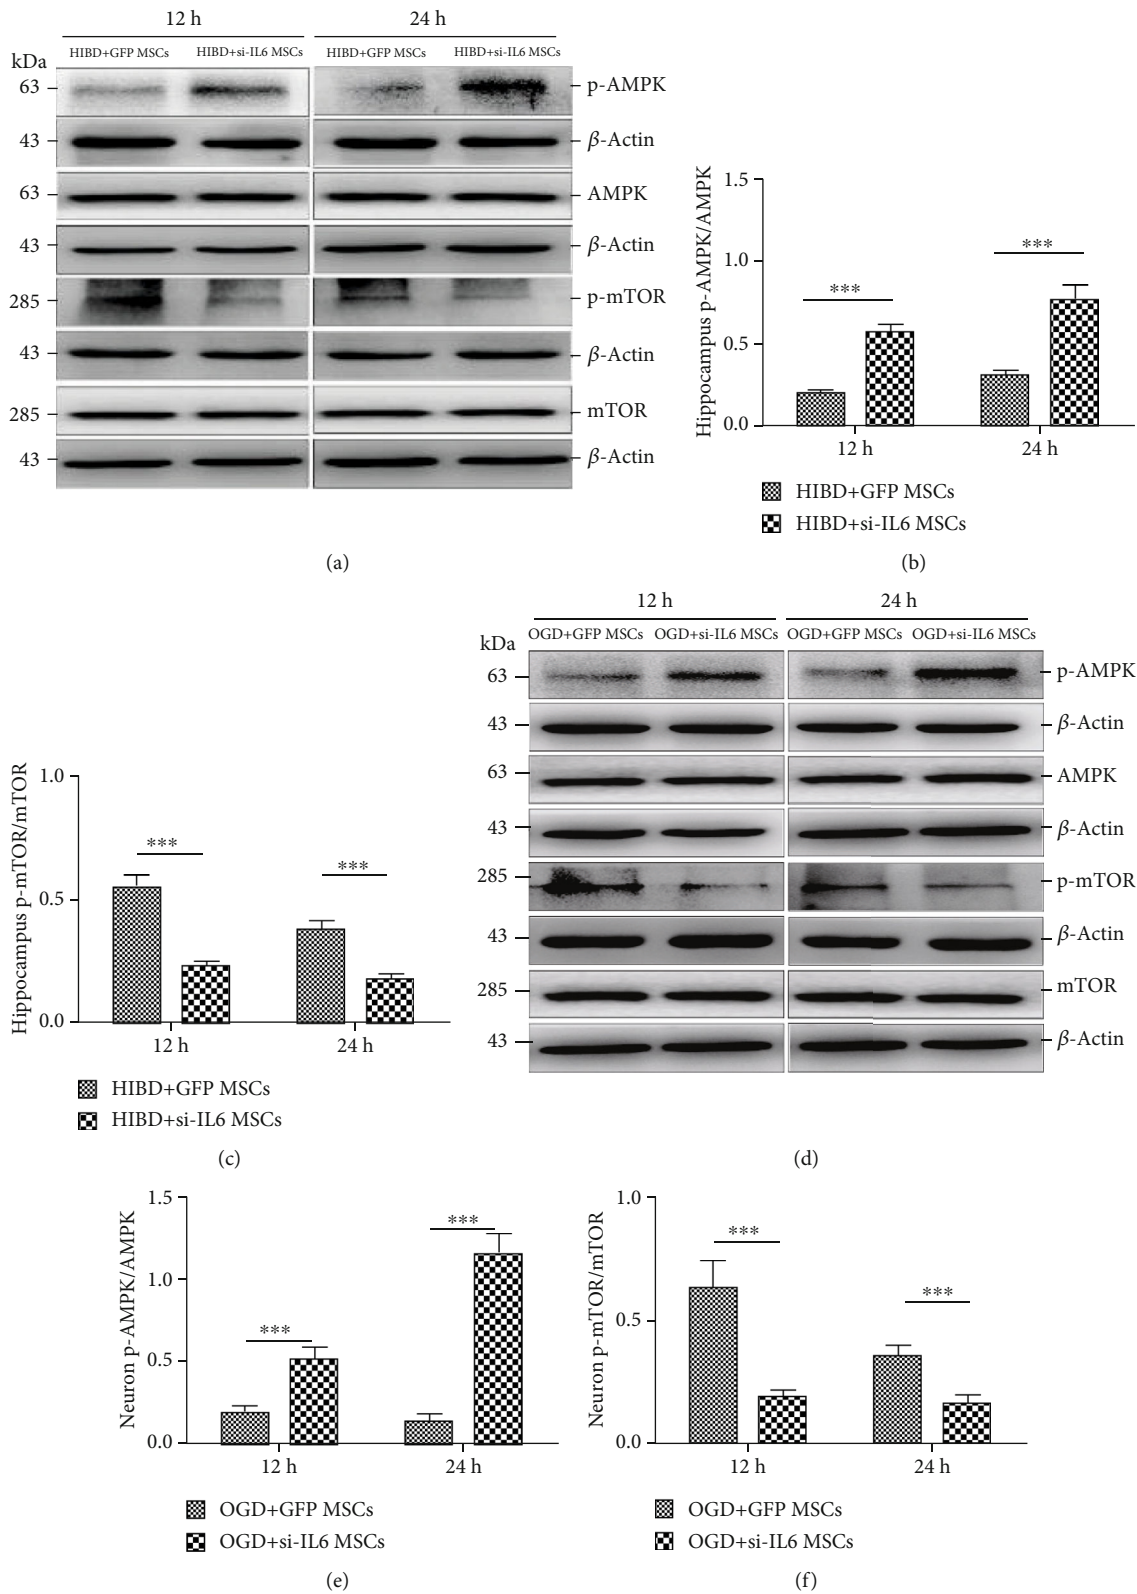 12 h 24 h
HIBD+GFP MSCs HIBD+si-IL6 MSCs HIBD+GFP MSCs HIBD+si-IL6 MSCs
kDa
63 p-AMPK
43 β-Actin
63 AMPK
43 β-Actin
285 p-mTOR
43 β-Actin
285 mTOR
43 β-Actin
(a)
Hippocampus p-AMPK/AMPK
1.5
1.0
0.5
0.0
*** ***
12 h 24 h
HIBD+GFP MSCs
HIBD+si-IL6 MSCs
(b)
Hippocampus p-mTOR/mTOR
1.0
0.5
0.0
*** ***
12 h 24 h
HIBD+GFP MSCs
HIBD+si-IL6 MSCs
(c)
12 h 24 h
OGD+GFP MSCs OGD+si-IL6 MSCs OGD+GFP MSCs OGD+si-IL6 MSCs
kDa
63 p-AMPK
43 β-Actin
63 AMPK
43 β-Actin
285 p-mTOR
43 β-Actin
285 mTOR
43 β-Actin
(d)
Neuron p-AMPK/AMPK
1.5
1.0
0.5
0.0
*** ***
12 h 24 h
OGD+GFP MSCs
OGD+si-IL6 MSCs
(e)
Neuron p-mTOR/mTOR
1.0
0.5
0.0
*** ***
12 h 24 h
OGD+GFP MSCs
OGD+si-IL6 MSCs
(f)